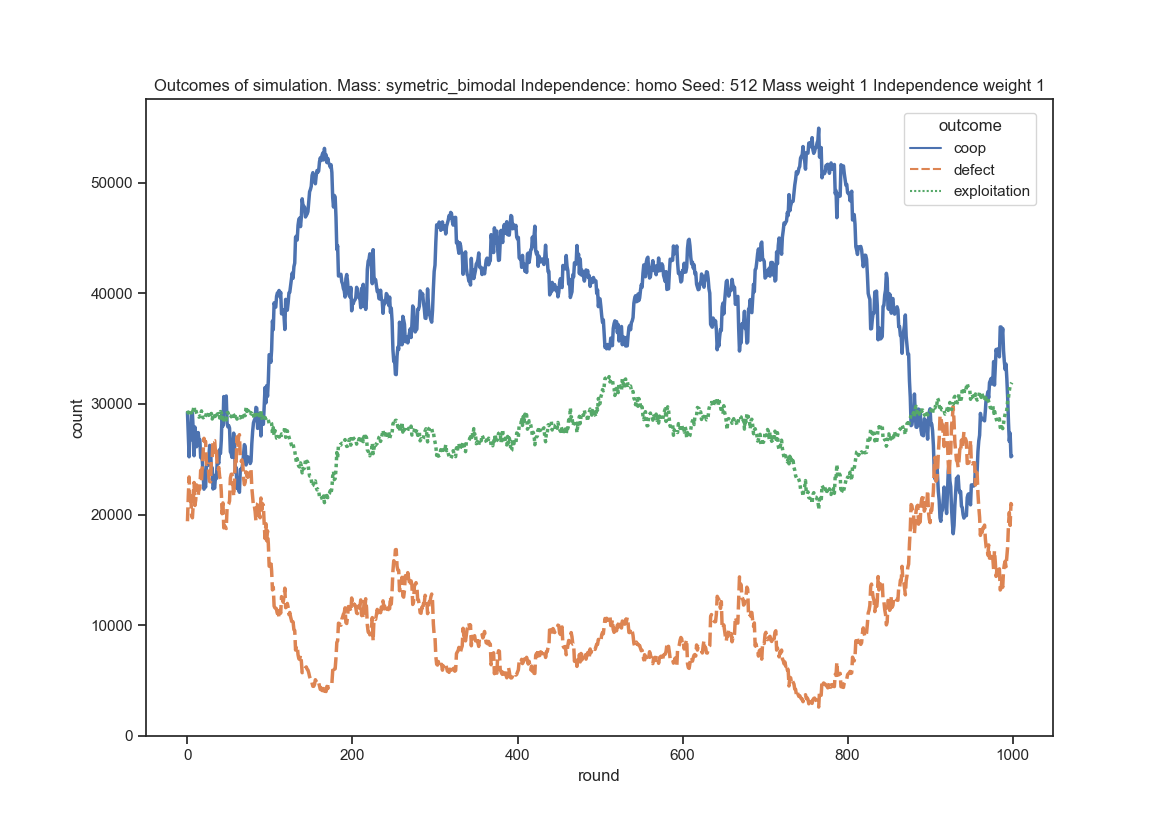 Outcomes of simulation. Mass: symetric_bimodal Independence: homo Seed: 512 Mass weight 1 Independence weight 1
outcome
coop
defect
exploitation
count
50000
40000
30000
20000
10000
0
0 200 400 600 800 1000
round